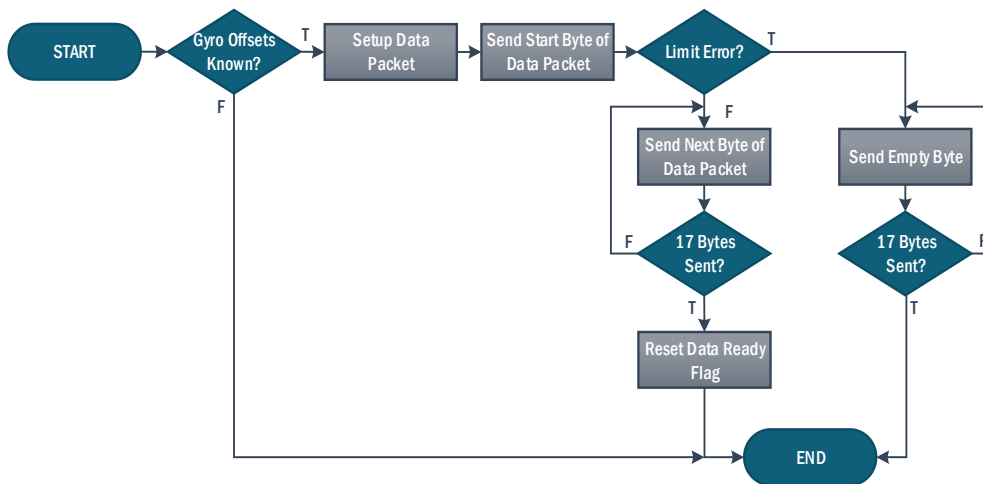 START
Gyro Offsets
Known?
T
F
Setup Data
Packet
Send Start Byte of
Data Packet
Limit Error?
T
F
Send Next Byte of
Data Packet
17 Bytes
Sent?
F
T
Reset Data Ready
Flag
Send Empty Byte
17 Bytes
Sent?
F
T
END